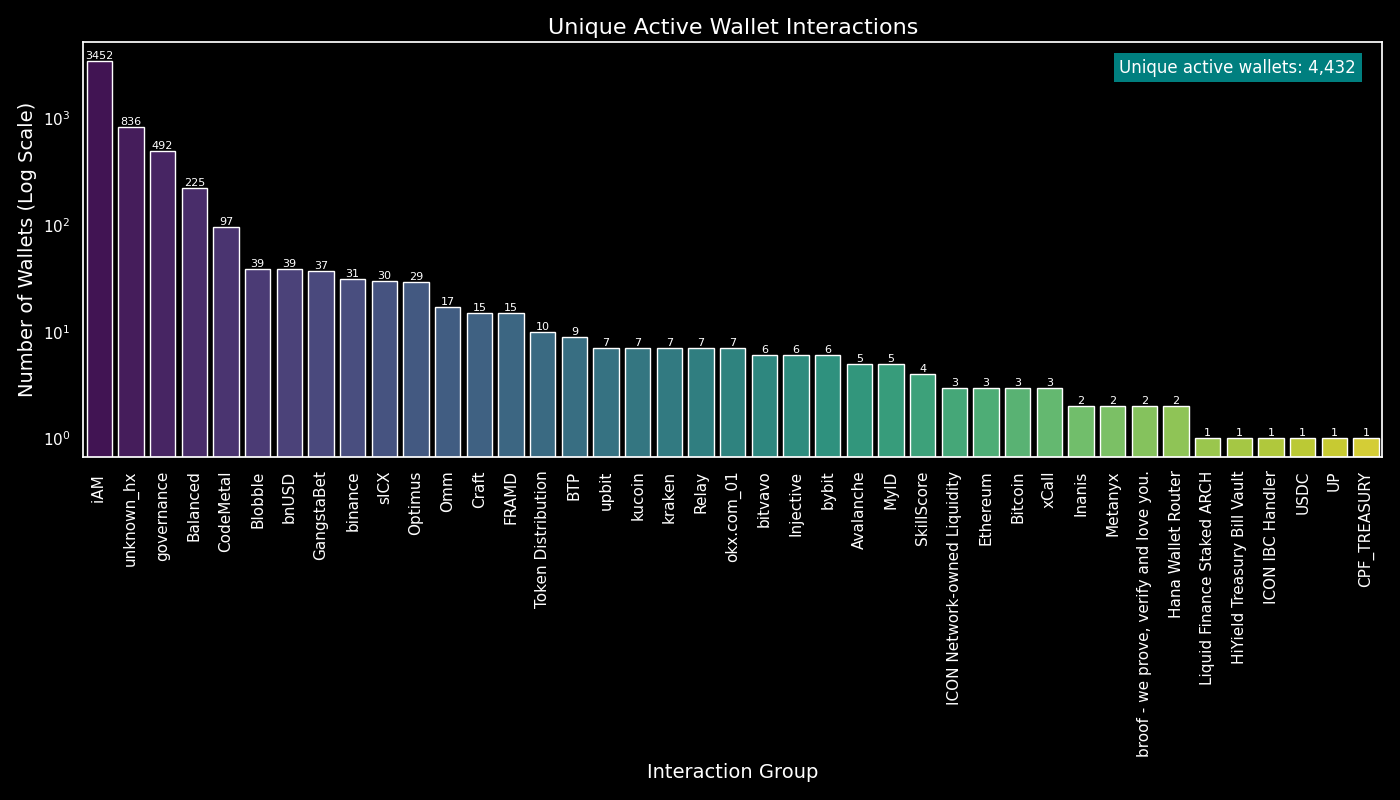 Unique Active Wallet Interactions
Unique active wallets: 4,432
Number of Wallets (Log Scale)
10³
10²
10¹
10⁰
3452
836
492
225
97
39
39
37
31
30
29
17
15
15
10
9
7
7
7
7
7
6
6
6
5
5
4
3
3
3
3
2
2
2
2
1
1
1
1
1
1
iAM
unknown_hx
governance
Balanced
CodeMetal
Blobble
bnUSD
GangstaBet
binance
sICX
Optimus
Omm
Craft
FRAMD
Token Distribution
BTP
upbit
kucoin
kraken
Relay
okx.com_01
bitvavo
Injective
bybit
Avalanche
MyID
SkillScore
ICON Network-owned Liquidity
Ethereum
Bitcoin
xCall
Inanis
Metanyx
broof - we prove, verify and love you.
Hana Wallet Router
Liquid Finance Staked ARCH
HiYield Treasury Bill Vault
ICON IBC Handler
USDC
UP
CPF_TREASURY
Interaction Group